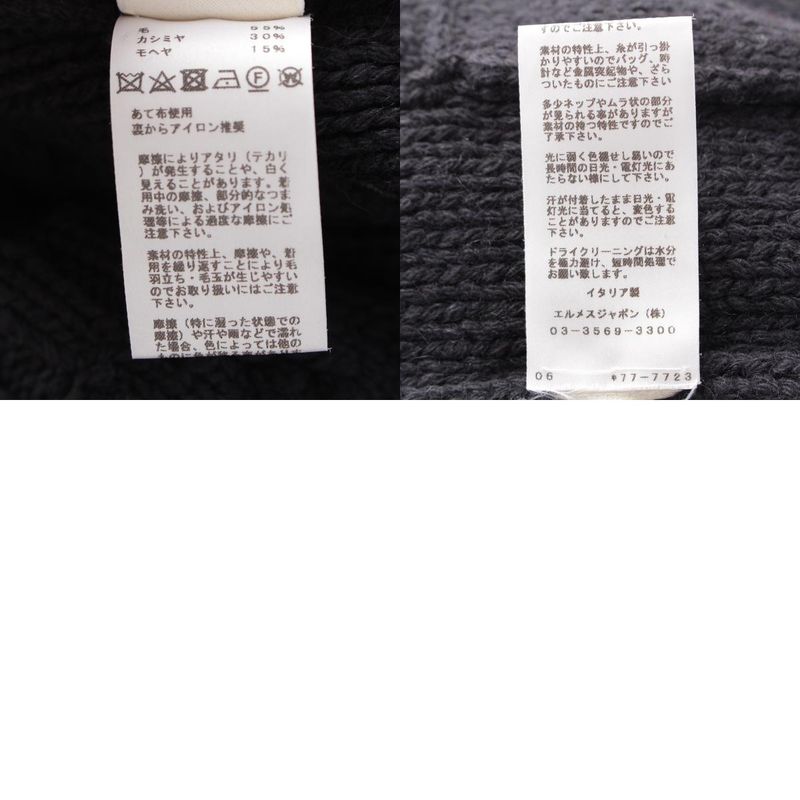 毛 55%
カシミヤ 30%
モヘヤ 15%
あて布使用
裏からアイロン推奨
摩擦によりアタリ（テカリ
）が発生することや、白く
見えることがあります。着
用中の摩擦、部分的なつま
み洗い、およびアイロン処
理等による過度な摩擦にはご
注意下さい。
素材の特性上、摩擦や、着
用を繰り返すことにより毛
羽立ち・毛玉が生じやすい
のでお取り扱いにはご注意
下さい。
摩擦（特に湿った状態での
摩擦）や汗や雨などで濡れ
た場合、色によっては他の
ものに色が移る事があります
すのでご注意下さい。
素材の特性上、糸が引っ掛
かりやすいのでバッグ、時
計など金属突起物や、ざら
ついたものにご注意下さい
多少ネップやムラ状の部分
が見られる事がありますが
素材の持つ特性ですのでご
了承下さい。
光に弱く色褪せし易いので
長時間の日光・電灯光にあ
たらない様にして下さい。
汗が付着したまま日光・電
灯光に当てると、変色する
ことがありますのでご注意
下さい。
ドライクリーニングは水分
を極力避け、短時間処理で
お願い致します。
イタリア製
エルメスジャポン（株）
03-3569-3300
06 *77-7723